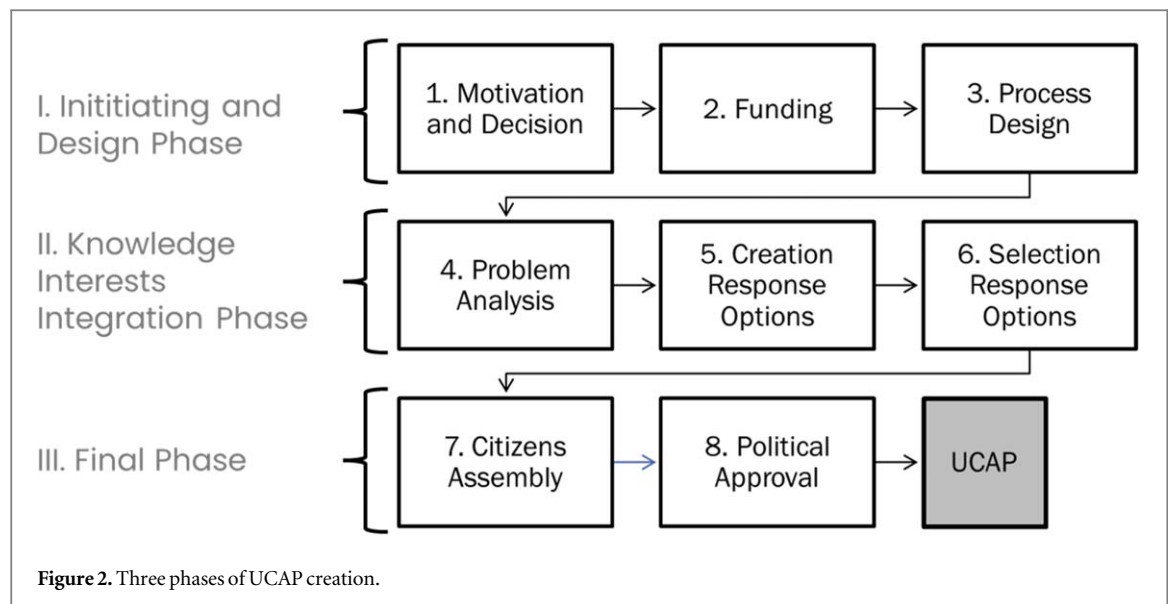 I. Inititiating and
Design Phase
1. Motivation
and Decision
2. Funding
3. Process
Design
II. Knowledge
Interests
Integration Phase
4. Problem
Analysis
5. Creation
Response
Options
6. Selection
Response
Options
III. Final Phase
7. Citizens
Assembly
8. Political
Approval
UCAP
Figure 2. Three phases of UCAP creation.